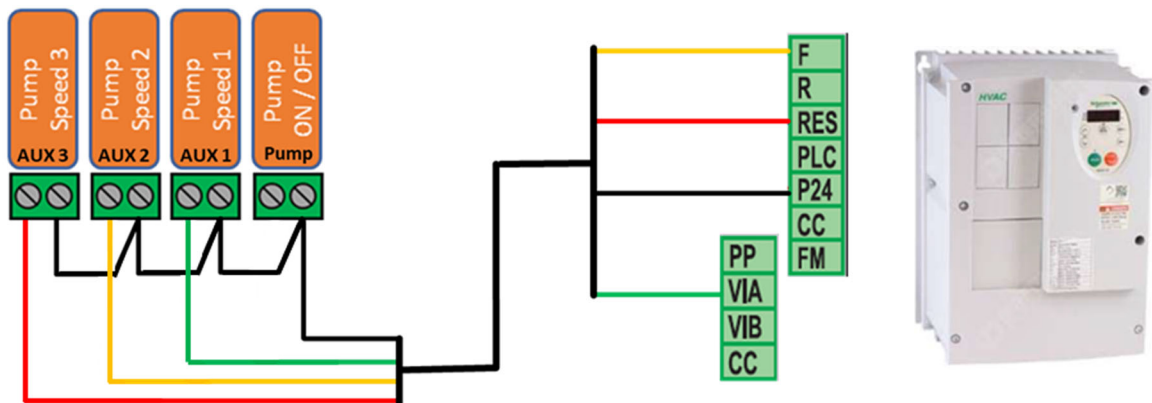 Pump
Speed 3
AUX 3
Pump
Speed 2
AUX 2
Pump
Speed 1
AUX 1
Pump
ON / OFF
Pump
F
R
RES
PLC
P24
CC
FM
PP
VIA
VIB
CC
HVAC